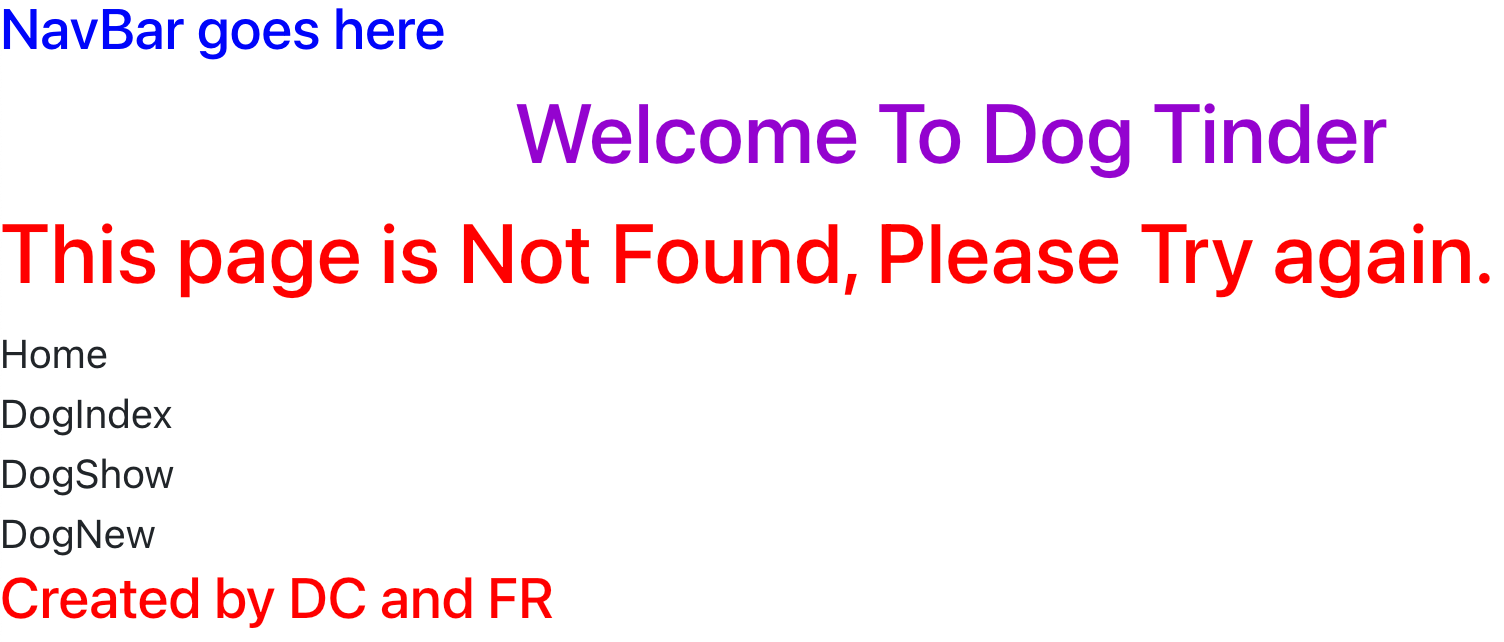 NavBar goes here
Welcome To Dog Tinder
This page is Not Found, Please Try again.
Home
DogIndex
DogShow
DogNew
Created by DC and FR